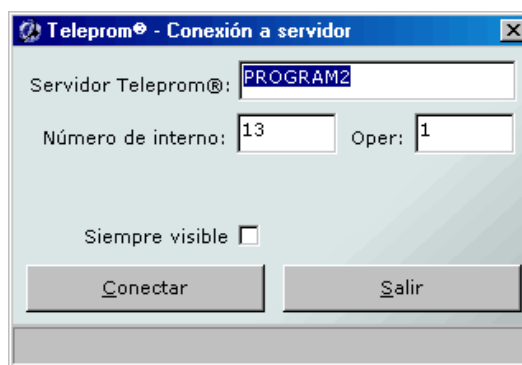 Teleprom® - Conexión a servidor
Servidor Teleprom®: PROGRAM2
Número de interno: 13 Oper: 1
Siempre visible
Conectar Salir